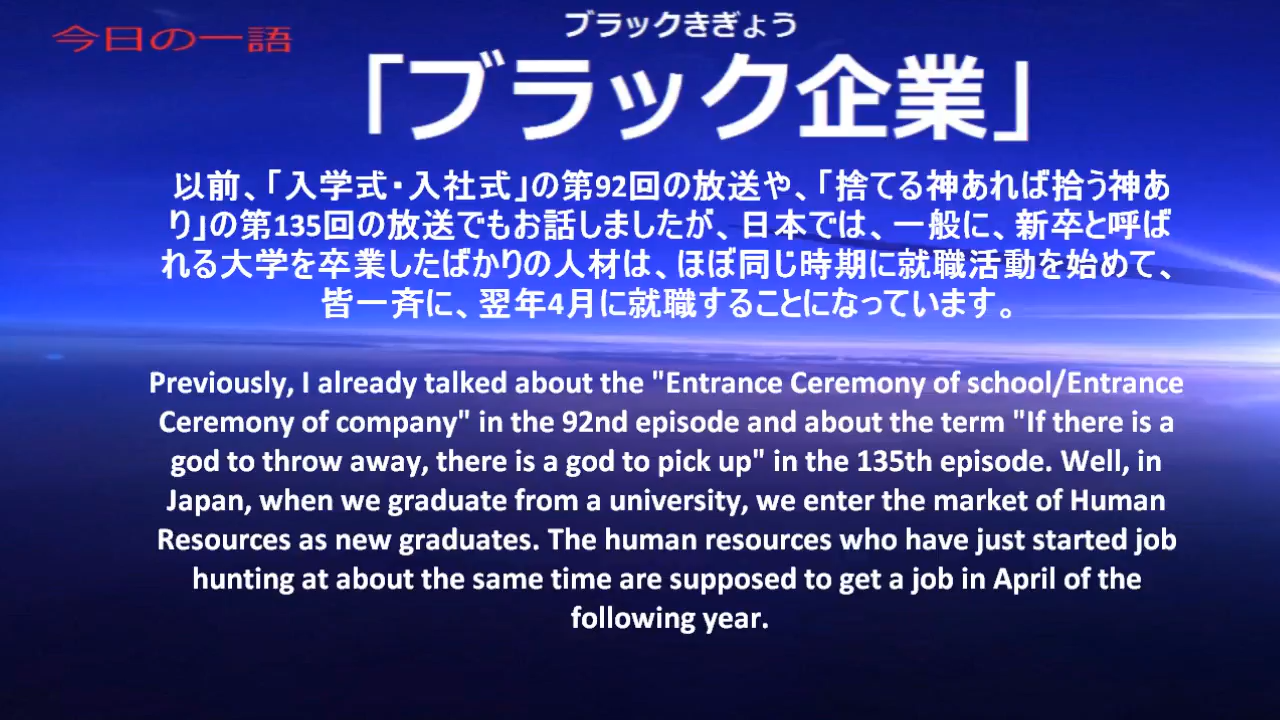 今日の一語
ブラックきぎょう
「ブラック企業」
以前、「入学式・入社式」の第92回の放送や、「捨てる神あれば拾う神あ
り」の第135回の放送でもお話しましたが、日本では、一般に、新卒と呼ば
れる大学を卒業したばかりの人材は、ほぼ同じ時期に就職活動を始めて、
皆一斉に、翌年4月に就職することになっています。
Previously, I already talked about the "Entrance Ceremony of school/Entrance
Ceremony of company" in the 92nd episode and about the term "If there is a
god to throw away, there is a god to pick up" in the 135th episode. Well, in
Japan, when we graduate from a university, we enter the market of Human
Resources as new graduates. The human resources who have just started job
hunting at about the same time are supposed to get a job in April of the
following year.